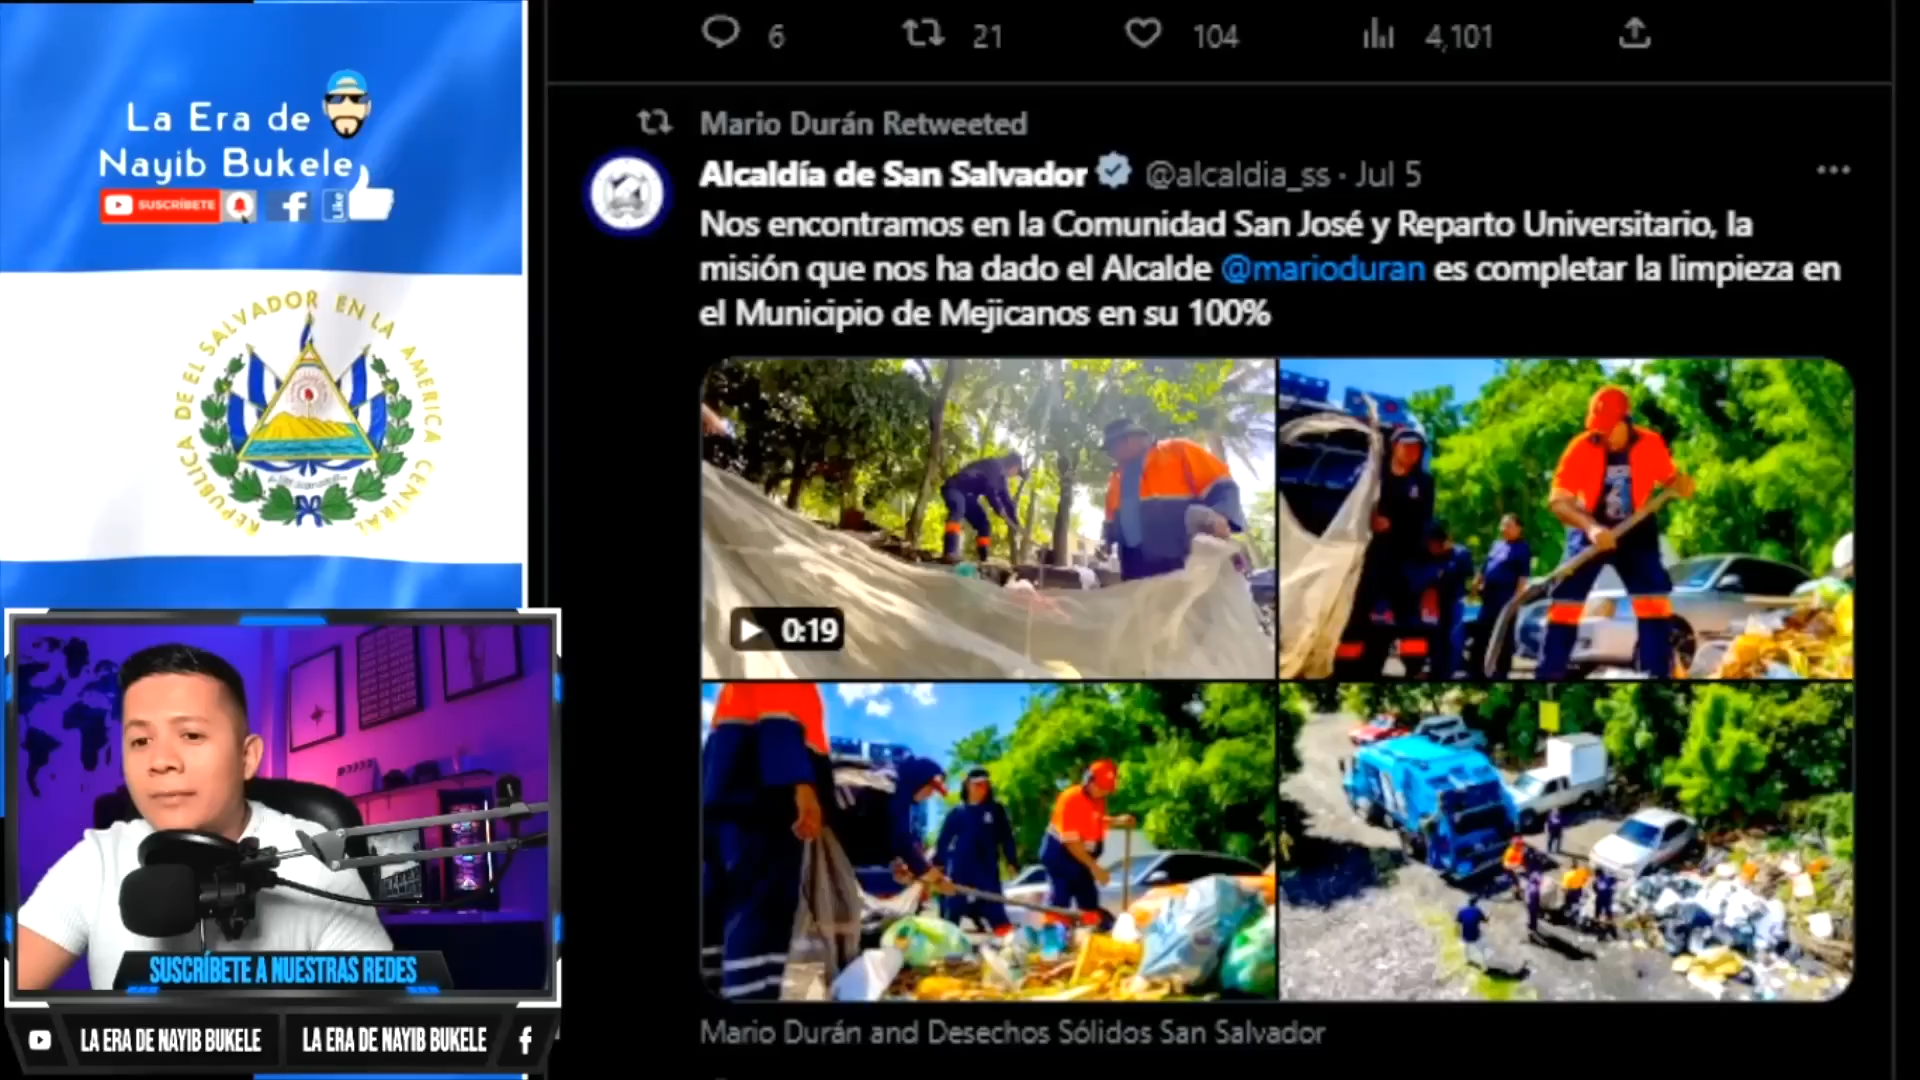 La Era de
Nayib Bukele
SUSCRÍBETE
Like
REPUBLICA DE EL SALVADOR EN LA AMERICA CENTRAL
SUSCRÍBETE A NUESTRAS REDES
LA ERA DE NAYIB BUKELE
LA ERA DE NAYIB BUKELE
6
21
104
4,101
Mario Durán Retweeted
Alcaldía de San Salvador @alcaldia_ss · Jul 5
Nos encontramos en la Comunidad San José y Reparto Universitario, la
misión que nos ha dado el Alcalde @marioduran es completar la limpieza en
el Municipio de Mejicanos en su 100%
0:19
Mario Durán and Desechos Sólidos San Salvador